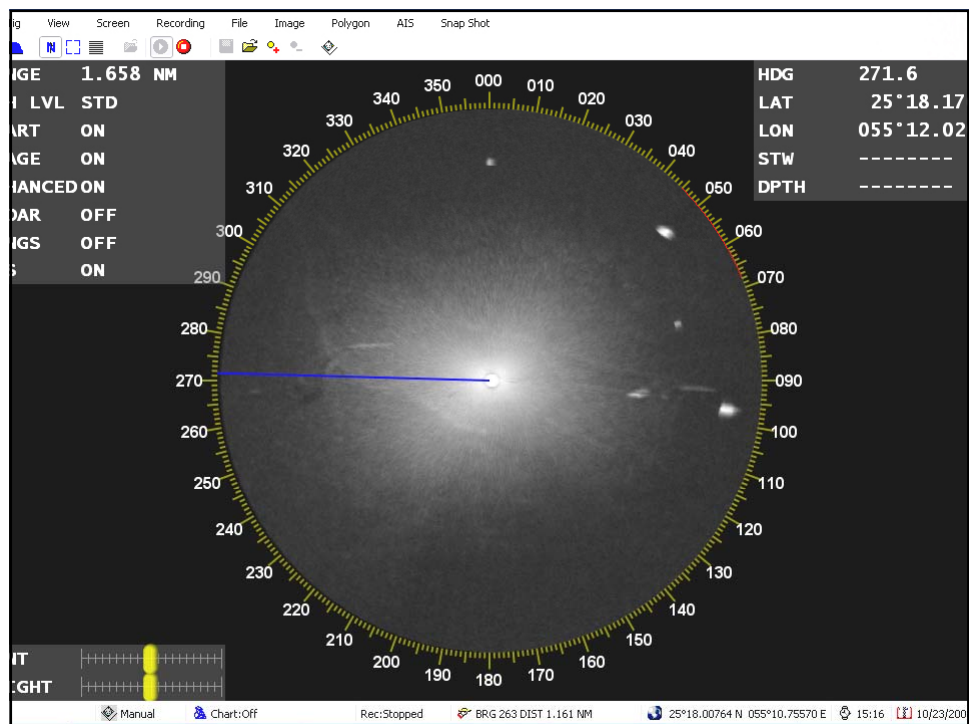 ig View Screen Recording File Image Polygon AIS Snap Shot
NGE 1.658 NM
H LVL STD
ART ON
AGE ON
HANCED ON
DAR OFF
NGS OFF
S ON
HDG 271.6
LAT 25°18.17
LON 055°12.02
STW --------
DPTH --------
350 000 010
340 020
330 030
320 040
310 050
300 060
290 070
280 080
270 090
260 100
250 110
240 120
230 130
220 140
210 150
200 160
190 180 170
NT
GHT
Manual Chart:Off Rec:Stopped BRG 263 DIST 1.161 NM 25°18.00764 N 055°10.75570 E 15:16 10/23/200